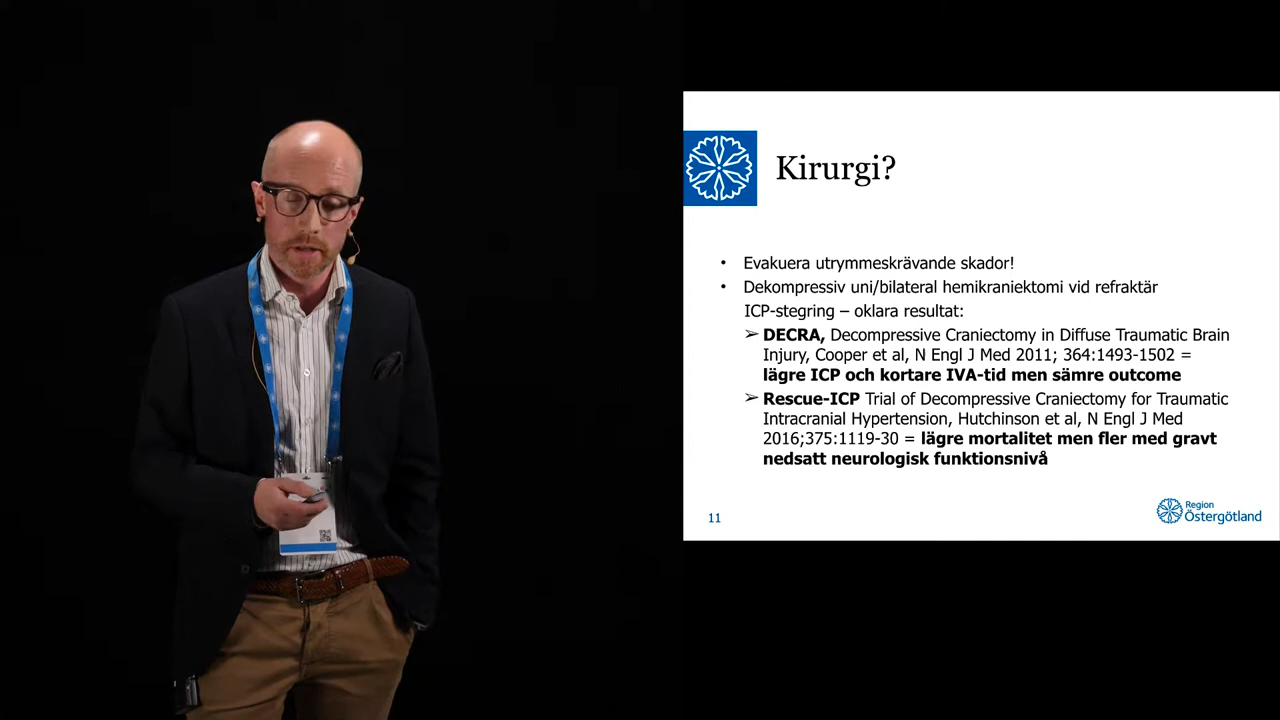 Kirurgi?
• Evakuera utrymmeskrävande skador!
• Dekompressiv uni/bilateral hemikraniektomi vid refraktär
ICP-stegring – oklara resultat:
➢ DECRA, Decompressive Craniectomy in Diffuse Traumatic Brain
Injury, Cooper et al, N Engl J Med 2011; 364:1493-1502 =
lägre ICP och kortare IVA-tid men sämre outcome
➢ Rescue-ICP Trial of Decompressive Craniectomy for Traumatic
Intracranial Hypertension, Hutchinson et al, N Engl J Med
2016;375:1119-30 = lägre mortalitet men fler med gravt
nedsatt neurologisk funktionsnivå
11
Region
Östergötland